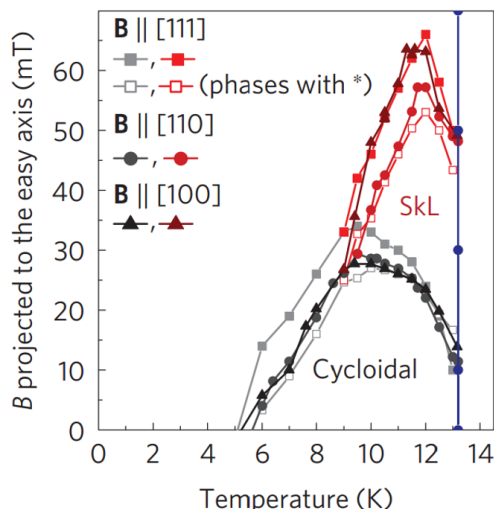 B || [111]
, (phases with *)
B || [110]
,
B || [100]
,
SkL
Cycloidal
60
50
40
30
20
10
0
0 2 4 6 8 10 12 14
B projected to the easy axis (mT)
Temperature (K)